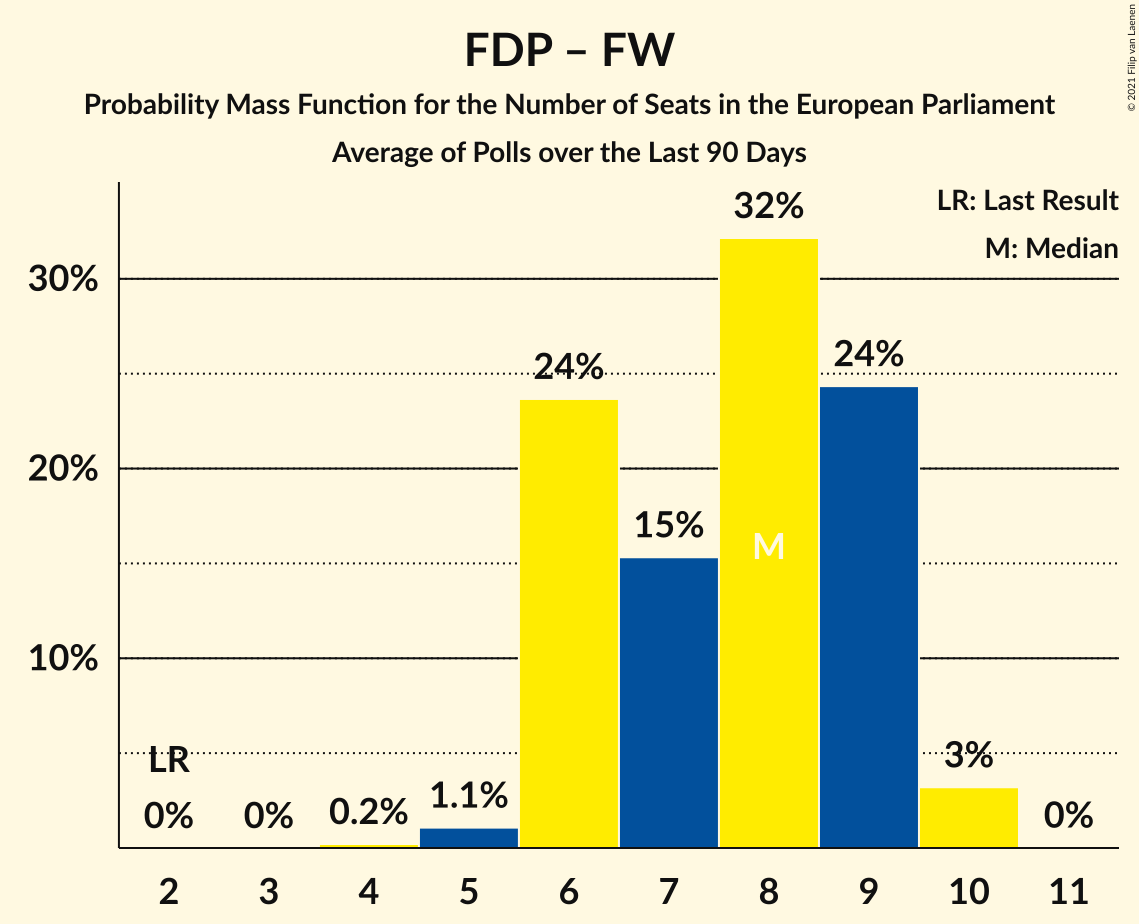 FDP – FW
Probability Mass Function for the Number of Seats in the European Parliament
Average of Polls over the Last 90 Days
© 2021 Filip van Laenen
LR: Last Result
M: Median
30%
20%
10%
LR
0%
0%
0.2%
1.1%
24%
15%
32%
M
24%
3%
0%
2 3 4 5 6 7 8 9 10 11